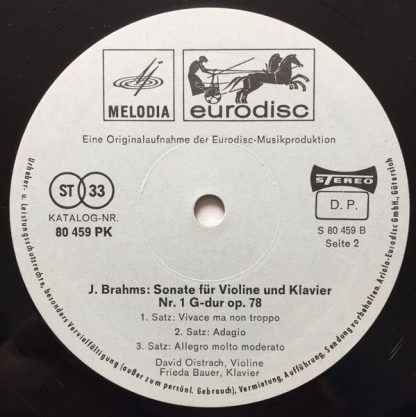 MELODIA
eurodisc
Eine Originalaufnahme der Eurodisc-Musikproduktion
ST 33
KATALOG-NR.
80 459 PK
STEREO
D. P.
S 80 459 B
Seite 2
J. Brahms: Sonate für Violine und Klavier
Nr. 1 G-dur op. 78
1. Satz: Vivace ma non troppo
2. Satz: Adagio
3. Satz: Allegro molto moderato
David Oistrach, Violine
Frieda Bauer, Klavier
Urheber- u. Leistungsschutzrechte, besonders Vervielfältigung (außer zum persönl. Gebrauch), Vermietung, Aufführung, Sendung vorbehalten. Ariola-Eurodisc GmbH., Gütersloh